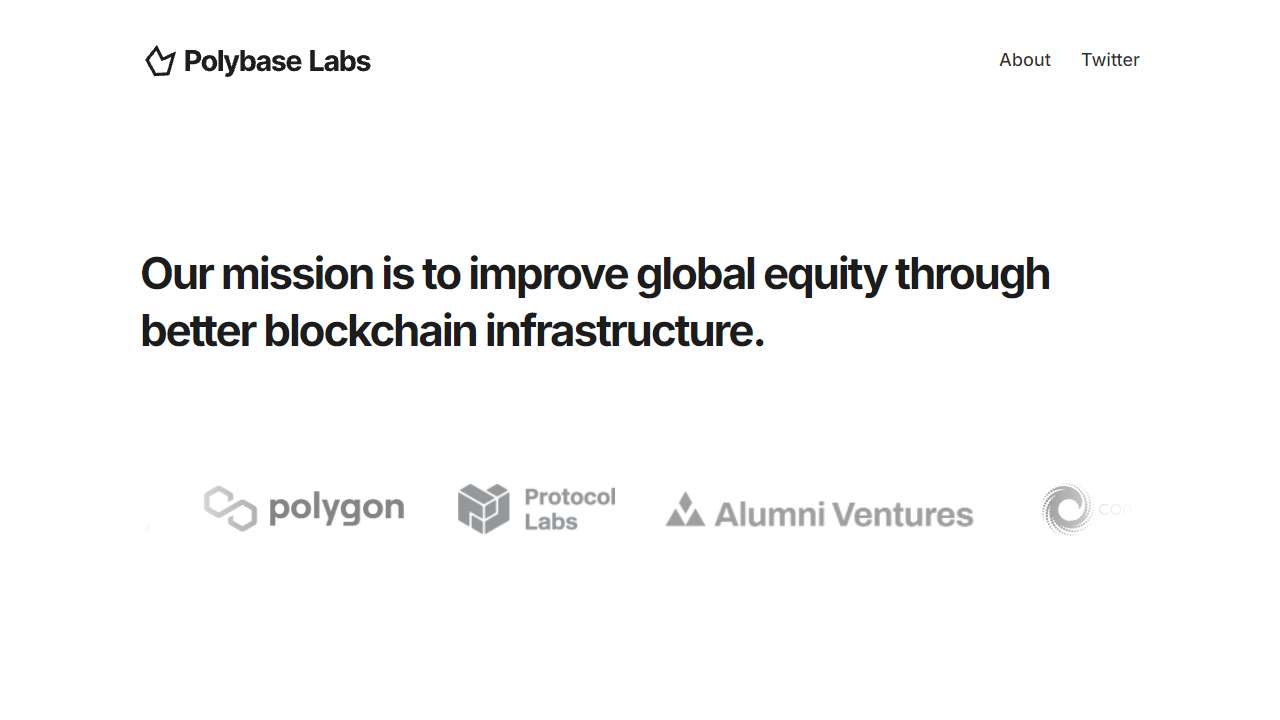 Polybase Labs
About
Twitter
Our mission is to improve global equity through
better blockchain infrastructure.
polygon
Protocol
Labs
Alumni Ventures